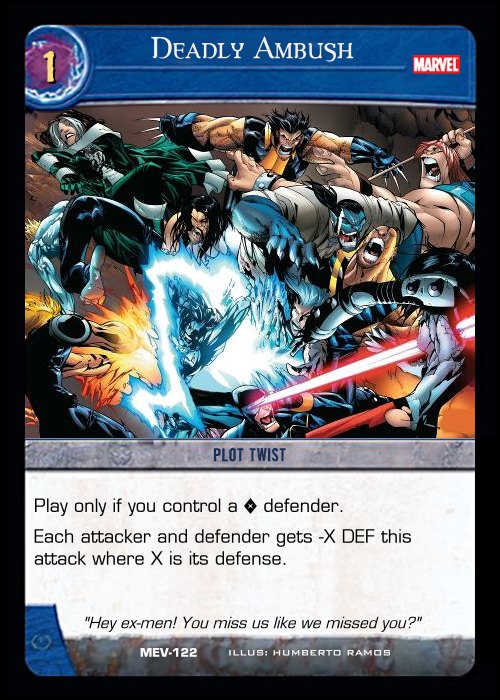 1
DEADLY AMBUSH
MARVEL
PLOT TWIST
Play only if you control a ◆ defender.
Each attacker and defender gets -X DEF this
attack where X is its defense.
"Hey ex-men! You miss us like we missed you?"
MEV-122 ILLUS: HUMBERTO RAMOS